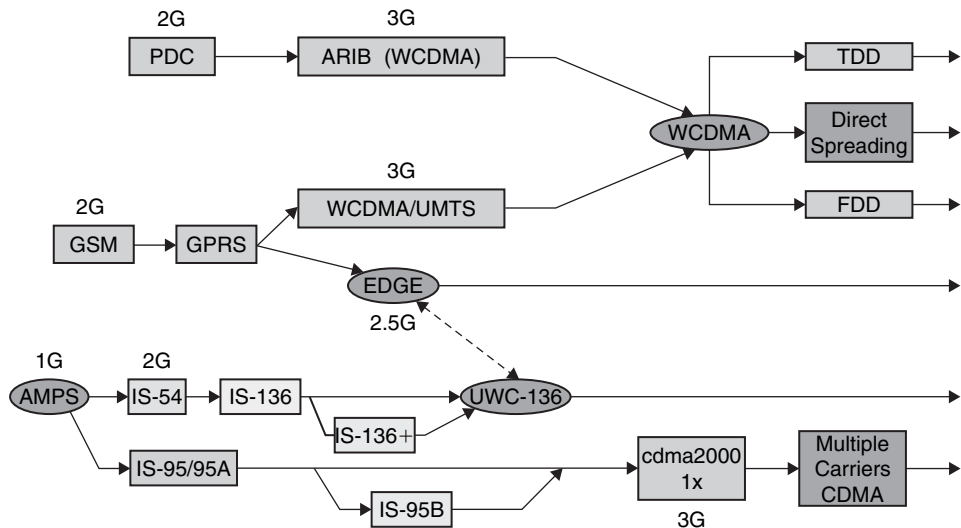 2G
3G
PDC
ARIB (WCDMA)
TDD
WCDMA
Direct
Spreading
3G
2G
WCDMA/UMTS
FDD
GSM
GPRS
EDGE
2.5G
1G
2G
AMPS
IS-54
IS-136
UWC-136
IS-136+
IS-95/95A
cdma2000
1x
Multiple
Carriers
CDMA
IS-95B
3G